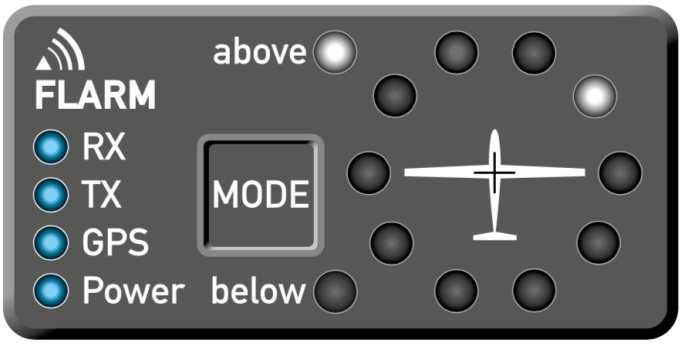 above
FLARM
RX
TX
MODE
GPS
Power
below